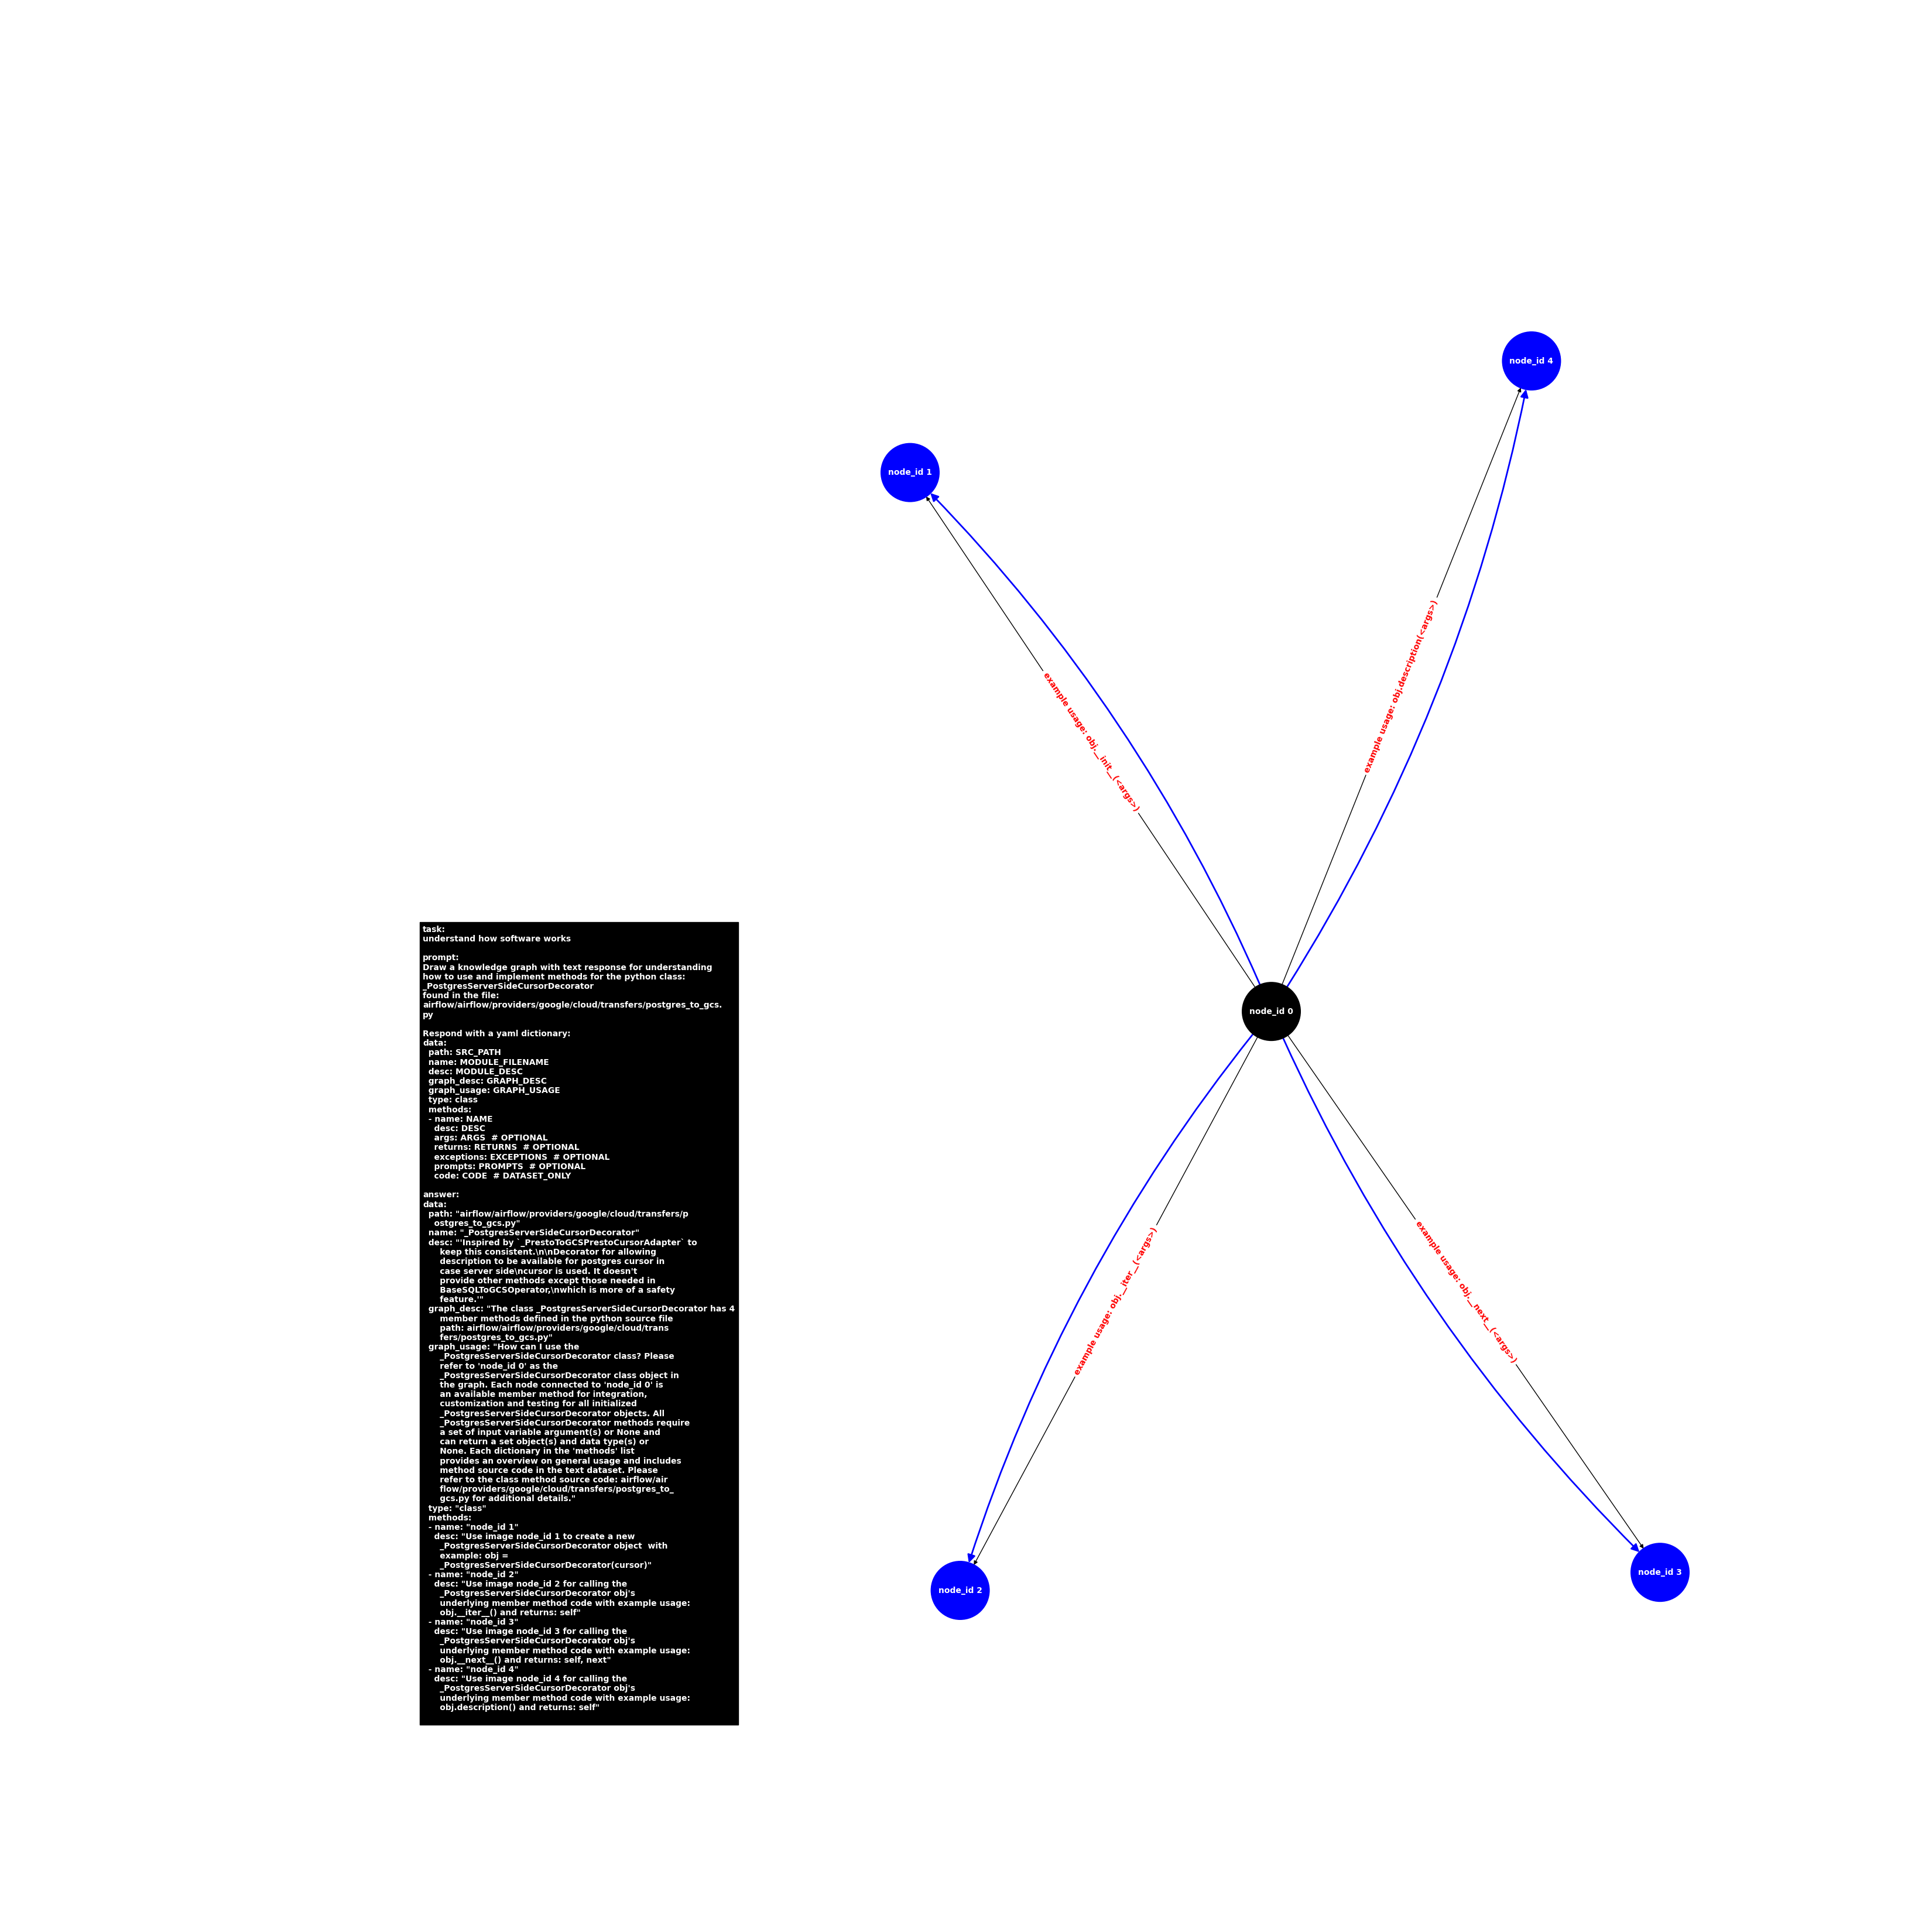 node_id 4
node_id 1
example usage: obj.description(<args>)
example usage: obj.__init__(<args>)
task:
understand how software works

prompt:
Draw a knowledge graph with text response for understanding
how to use and implement methods for the python class:
_PostgresServerSideCursorDecorator
found in the file:
airflow/airflow/providers/google/cloud/transfers/postgres_to_gcs.
py

Respond with a yaml dictionary:
data:
  path: SRC_PATH
  name: MODULE_FILENAME
  desc: MODULE_DESC
  graph_desc: GRAPH_DESC
  graph_usage: GRAPH_USAGE
  type: class
  methods:
  - name: NAME
    desc: DESC
    args: ARGS  # OPTIONAL
    returns: RETURNS  # OPTIONAL
    exceptions: EXCEPTIONS  # OPTIONAL
    prompts: PROMPTS  # OPTIONAL
    code: CODE  # DATASET_ONLY

answer:
data:
  path: "airflow/airflow/providers/google/cloud/transfers/p
    ostgres_to_gcs.py"
  name: "_PostgresServerSideCursorDecorator"
  desc: "'Inspired by `_PrestoToGCSPrestoCursorAdapter` to
      keep this consistent.\n\nDecorator for allowing
      description to be available for postgres cursor in
      case server side\ncursor is used. It doesn't
      provide other methods except those needed in
      BaseSQLToGCSOperator,\nwhich is more of a safety
      feature.'"
  graph_desc: "The class _PostgresServerSideCursorDecorator has 4
      member methods defined in the python source file
      path: airflow/airflow/providers/google/cloud/trans
      fers/postgres_to_gcs.py"
  graph_usage: "How can I use the
      _PostgresServerSideCursorDecorator class? Please
      refer to 'node_id 0' as the
      _PostgresServerSideCursorDecorator class object in
      the graph. Each node connected to 'node_id 0' is
      an available member method for integration,
      customization and testing for all initialized
      _PostgresServerSideCursorDecorator objects. All
      _PostgresServerSideCursorDecorator methods require
      a set of input variable argument(s) or None and
      can return a set object(s) and data type(s) or
      None. Each dictionary in the 'methods' list
      provides an overview on general usage and includes
      method source code in the text dataset. Please
      refer to the class method source code: airflow/air
      flow/providers/google/cloud/transfers/postgres_to_
      gcs.py for additional details."
  type: "class"
  methods:
  - name: "node_id 1"
    desc: "Use image node_id 1 to create a new
      _PostgresServerSideCursorDecorator object  with
      example: obj =
      _PostgresServerSideCursorDecorator(cursor)"
  - name: "node_id 2"
    desc: "Use image node_id 2 for calling the
      _PostgresServerSideCursorDecorator obj's
      underlying member method code with example usage:
      obj.__iter__() and returns: self"
  - name: "node_id 3"
    desc: "Use image node_id 3 for calling the
      _PostgresServerSideCursorDecorator obj's
      underlying member method code with example usage:
      obj.__next__() and returns: self, next"
  - name: "node_id 4"
    desc: "Use image node_id 4 for calling the
      _PostgresServerSideCursorDecorator obj's
      underlying member method code with example usage:
      obj.description() and returns: self"
node_id 0
example usage: obj.__iter__(<args>)
example usage: obj.__next__(<args>)
node_id 3
node_id 2